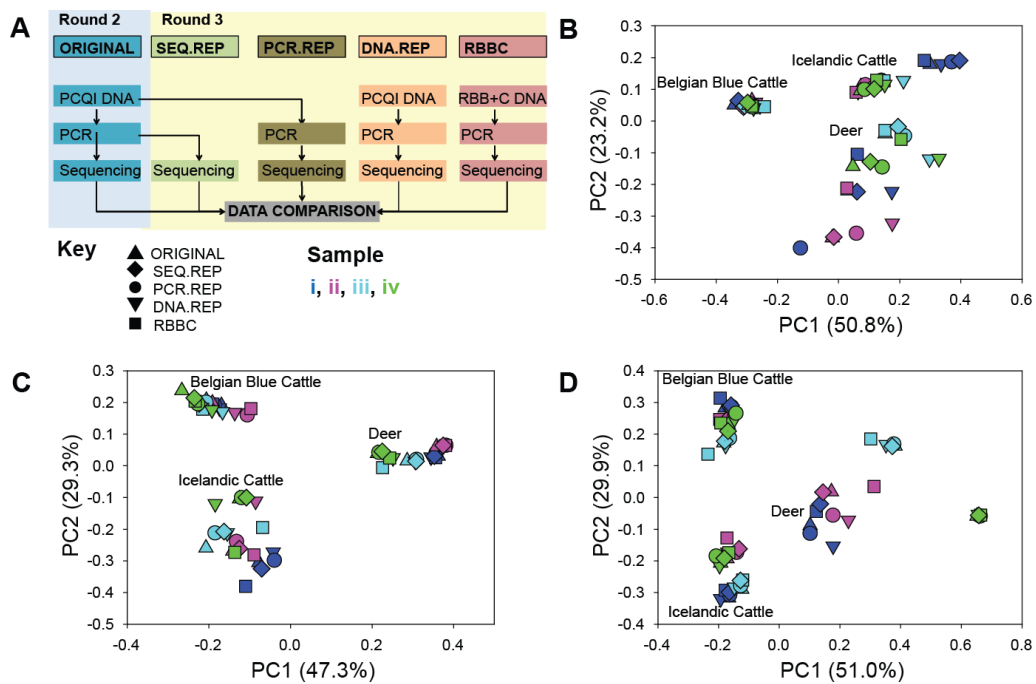 A
Round 2
Round 3
ORIGINAL
SEQ.REP
PCR.REP
DNA.REP
RBBC
PCQI DNA
PCQI DNA
RBB+C DNA
PCR
PCR
PCR
PCR
Sequencing
Sequencing
Sequencing
Sequencing
Sequencing
DATA COMPARISON
Key
ORIGINAL
SEQ.REP
PCR.REP
DNA.REP
RBBC
Sample
i, ii, iii, iv
B
0.3
0.2
0.1
0.0
-0.1
-0.2
-0.3
-0.4
-0.5
PC2 (23.2%)
Icelandic Cattle
Belgian Blue Cattle
Deer
-0.6
-0.4
-0.2
0.0
0.2
0.4
0.6
PC1 (50.8%)
C
0.3
0.2
0.1
0.0
-0.1
-0.2
-0.3
-0.4
-0.5
PC2 (29.3%)
Belgian Blue Cattle
Deer
Icelandic Cattle
-0.4
-0.2
0.0
0.2
0.4
PC1 (47.3%)
D
0.4
0.3
0.2
0.1
0.0
-0.1
-0.2
-0.3
-0.4
PC2 (29.9%)
Belgian Blue Cattle
Deer
Icelandic Cattle
-0.4
-0.2
0.0
0.2
0.4
0.6
0.8
PC1 (51.0%)